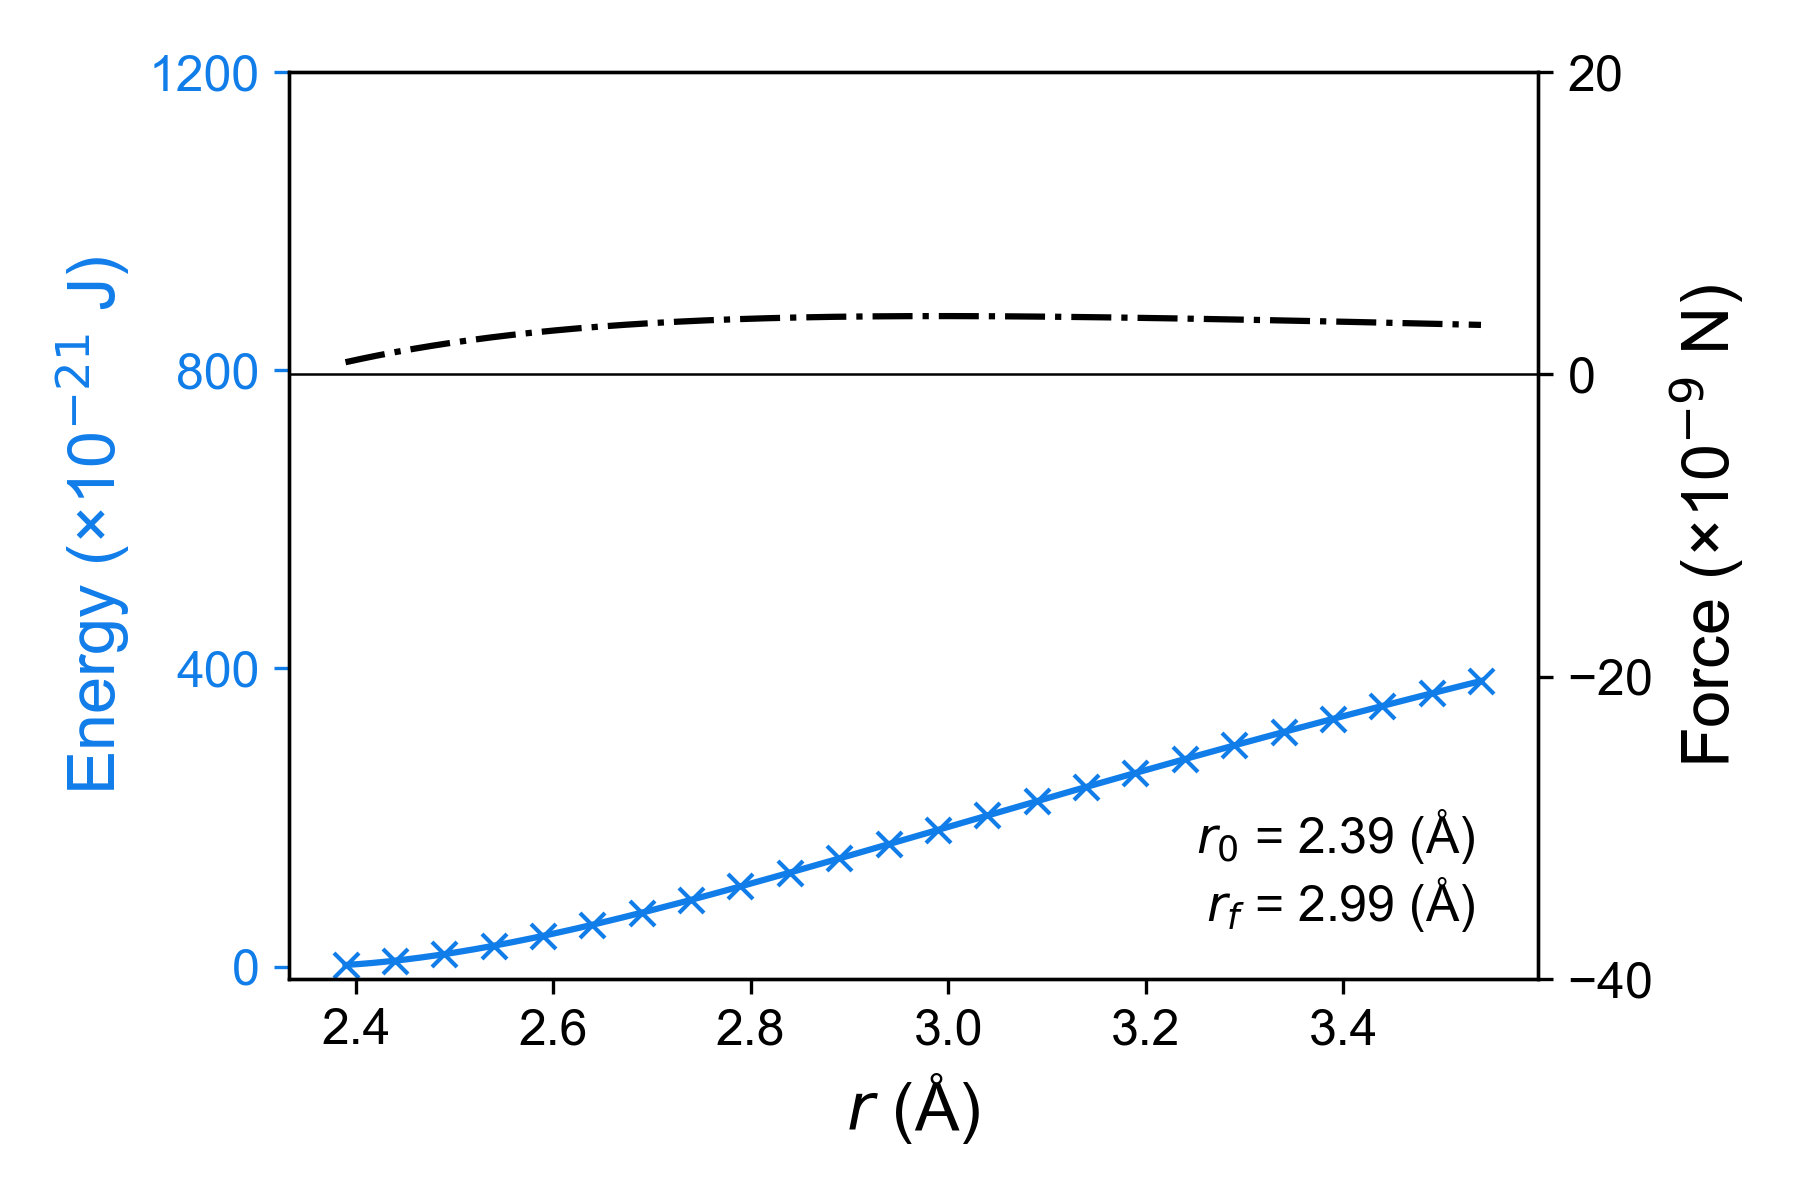 1200
800
400
0
Energy (×10⁻²¹ J)
20
0
−20
−40
Force (×10⁻⁹ N)
r₀ = 2.39 (Å)
r_f = 2.99 (Å)
2.4 2.6 2.8 3.0 3.2 3.4
r (Å)